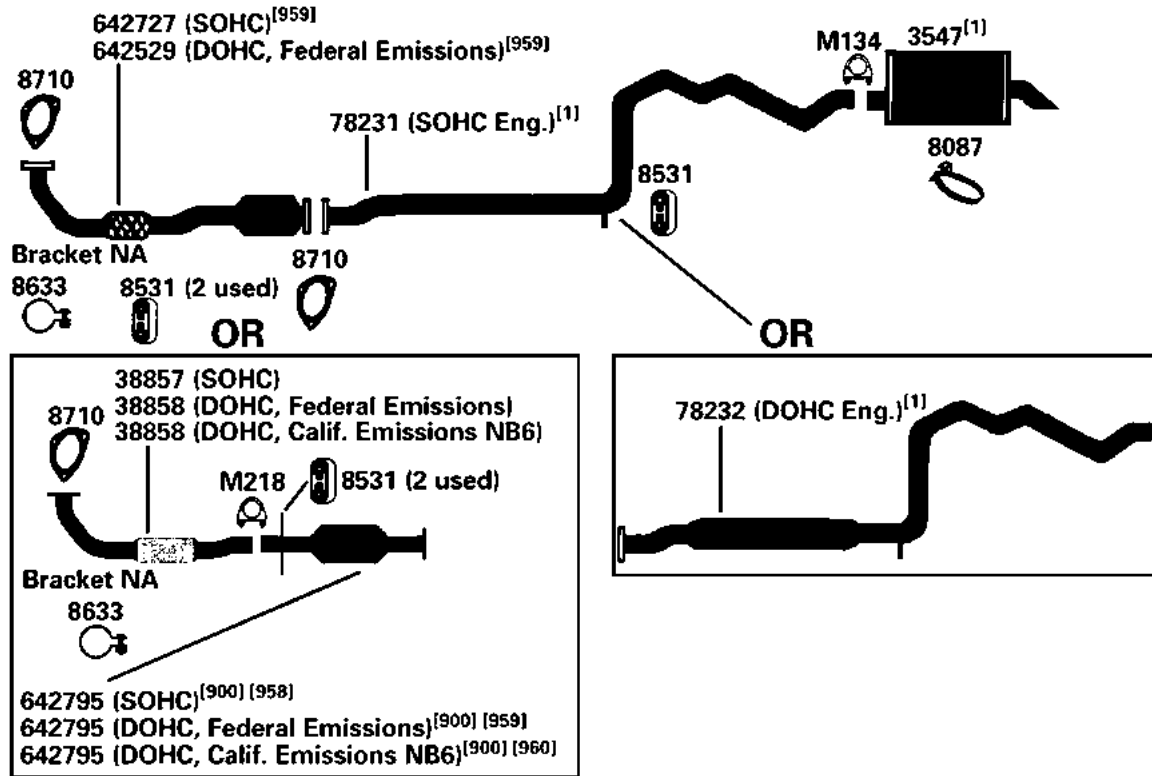 642727 (SOHC)[959]
642529 (DOHC, Federal Emissions)[959]
8710
M134
3547[1]
78231 (SOHC Eng.)[1]
8087
8531
Bracket NA
8710
8633
8531 (2 used)
OR
OR
38857 (SOHC)
38858 (DOHC, Federal Emissions)
38858 (DOHC, Calif. Emissions NB6)
8710
M218
8531 (2 used)
Bracket NA
8633
642795 (SOHC)[900] [958]
642795 (DOHC, Federal Emissions)[900] [959]
642795 (DOHC, Calif. Emissions NB6)[900] [960]
78232 (DOHC Eng.)[1]